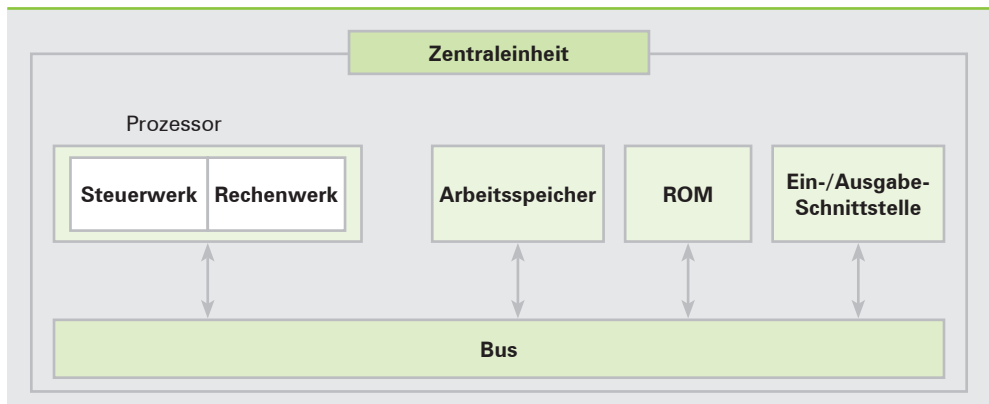 Zentraleinheit
Prozessor
Steuerwerk
Rechenwerk
Arbeitsspeicher
ROM
Ein-/Ausgabe-
Schnittstelle
Bus